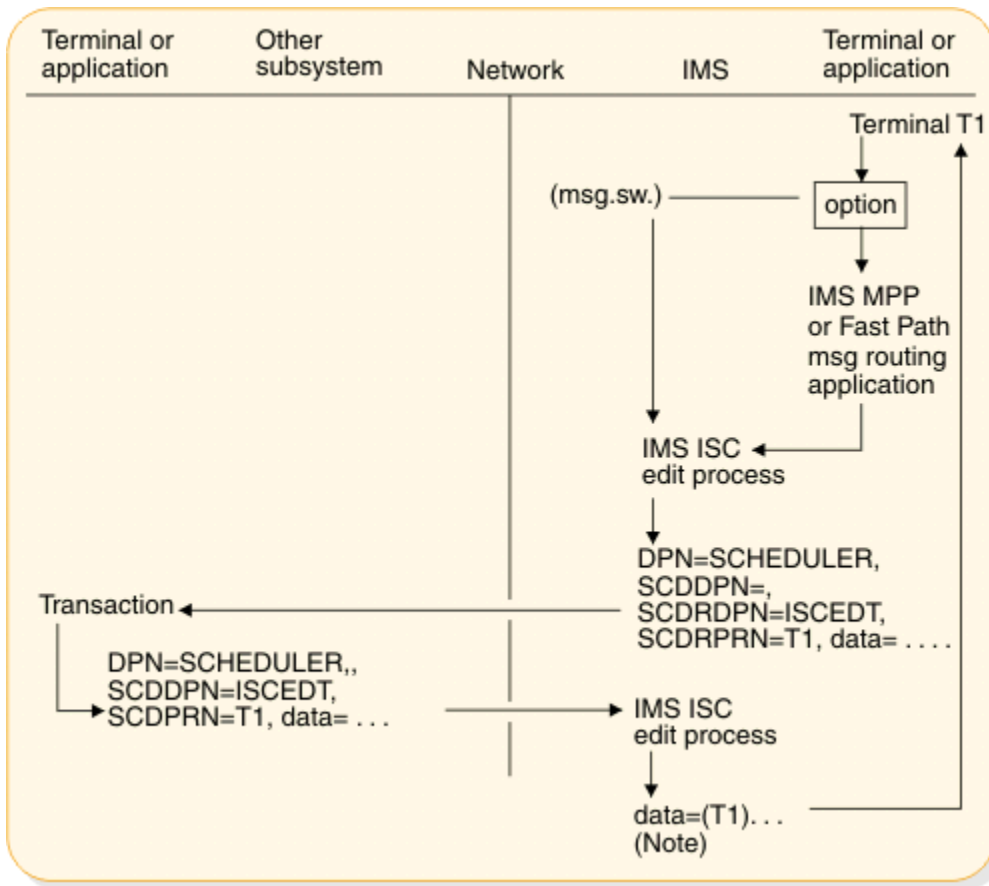 Terminal or
application
Other
subsystem
Network
IMS
Terminal or
application
Terminal T1
(msg.sw.)
option
IMS MPP
or Fast Path
msg routing
application
IMS ISC
edit process
DPN=SCHEDULER,
SCDDPN=,
SCDRDPN=ISCEDT,
SCDRPRN=T1, data= . . . .
Transaction
DPN=SCHEDULER,,
SCDDPN=ISCEDT,
SCDPRN=T1, data= . . .
IMS ISC
edit process
data=(T1). . .
(Note)